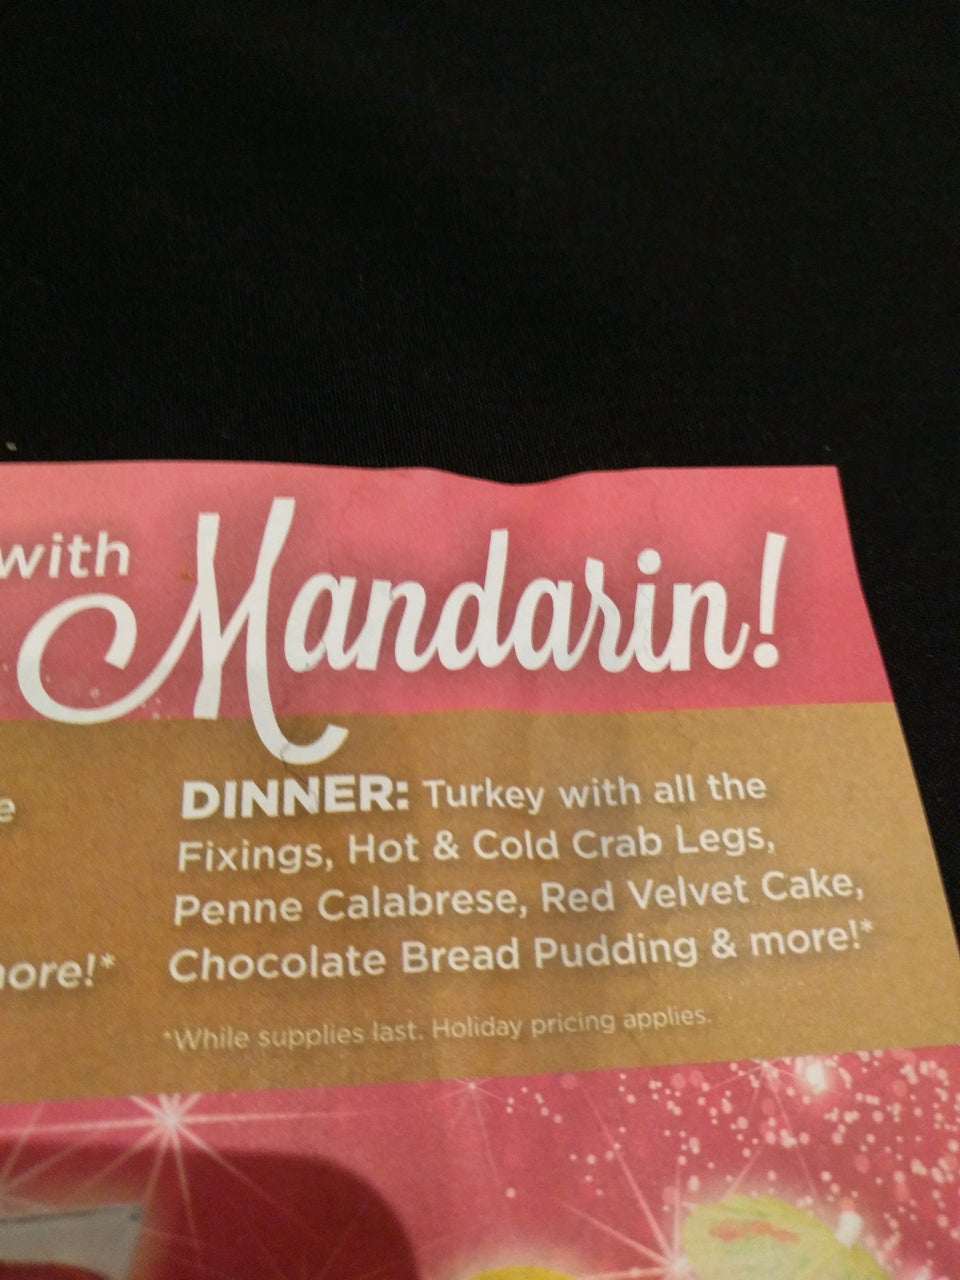 with
Mandarin!
DINNER: Turkey with all the
Fixings, Hot & Cold Crab Legs,
Penne Calabrese, Red Velvet Cake,
more!* Chocolate Bread Pudding & more!*
*While supplies last. Holiday pricing applies.